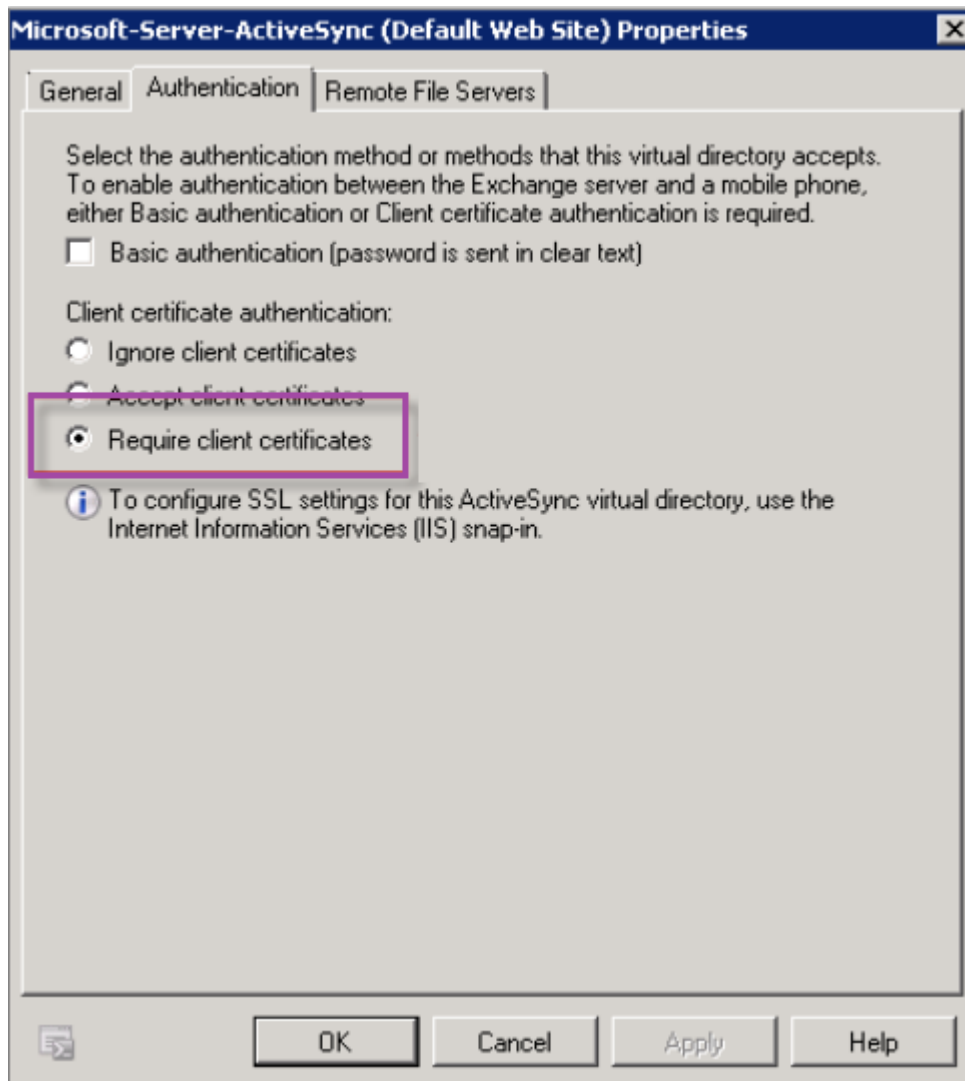 Microsoft-Server-ActiveSync (Default Web Site) Properties
General Authentication Remote File Servers
Select the authentication method or methods that this virtual directory accepts.
To enable authentication between the Exchange server and a mobile phone,
either Basic authentication or Client certificate authentication is required.
Basic authentication (password is sent in clear text)
Client certificate authentication:
Ignore client certificates
Accept client certificates
Require client certificates
To configure SSL settings for this ActiveSync virtual directory, use the
Internet Information Services (IIS) snap-in.
OK Cancel Apply Help